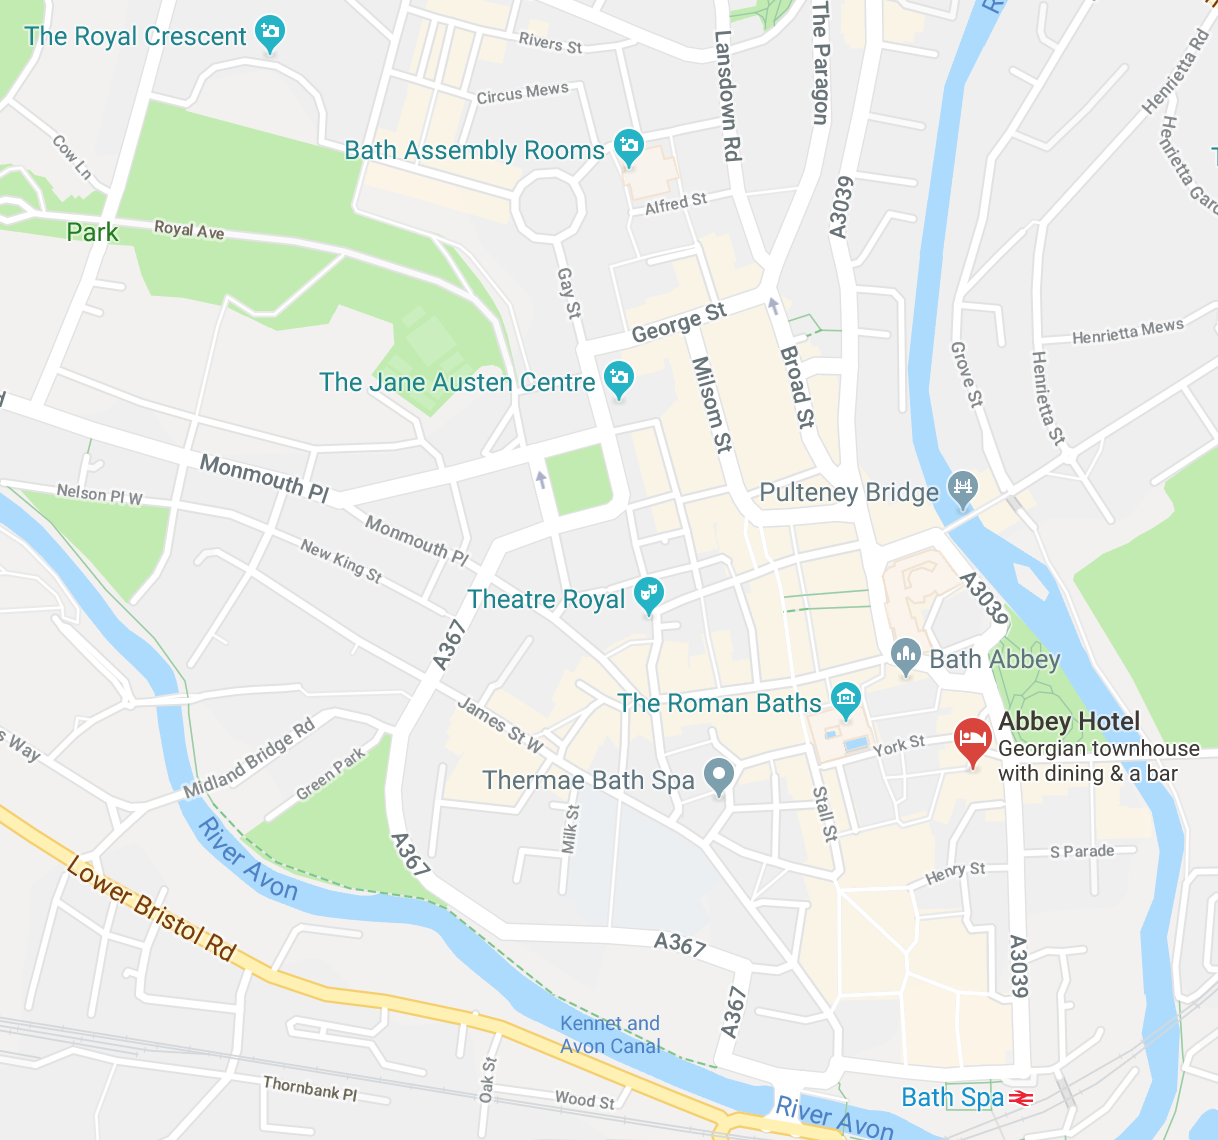 The Royal Crescent
Rivers St
Lansdown Rd
The Paragon
Henrietta Rd
Circus Mews
Cow Ln
Bath Assembly Rooms
Henrietta Gar
Alfred St
A3039
Park
Royal Ave
Gay St
George St
Henrietta Mews
The Jane Austen Centre
Milsom St
Broad St
Grove St
Henrietta St
Monmouth Pl
Nelson Pl W
Pulteney Bridge
Monmouth Pl
New King St
Theatre Royal
A3039
A367
Bath Abbey
The Roman Baths
James St W
Abbey Hotel
Georgian townhouse
with dining & a bar
York St
s Way
Midland Bridge Rd
Green Park
Thermae Bath Spa
Stall St
Milk St
River Avon
A367
S Parade
Henry St
Lower Bristol Rd
A367
A3039
A367
Kennet and
Avon Canal
Oak St
Thornbank Pl
Wood St
Bath Spa
River Avon